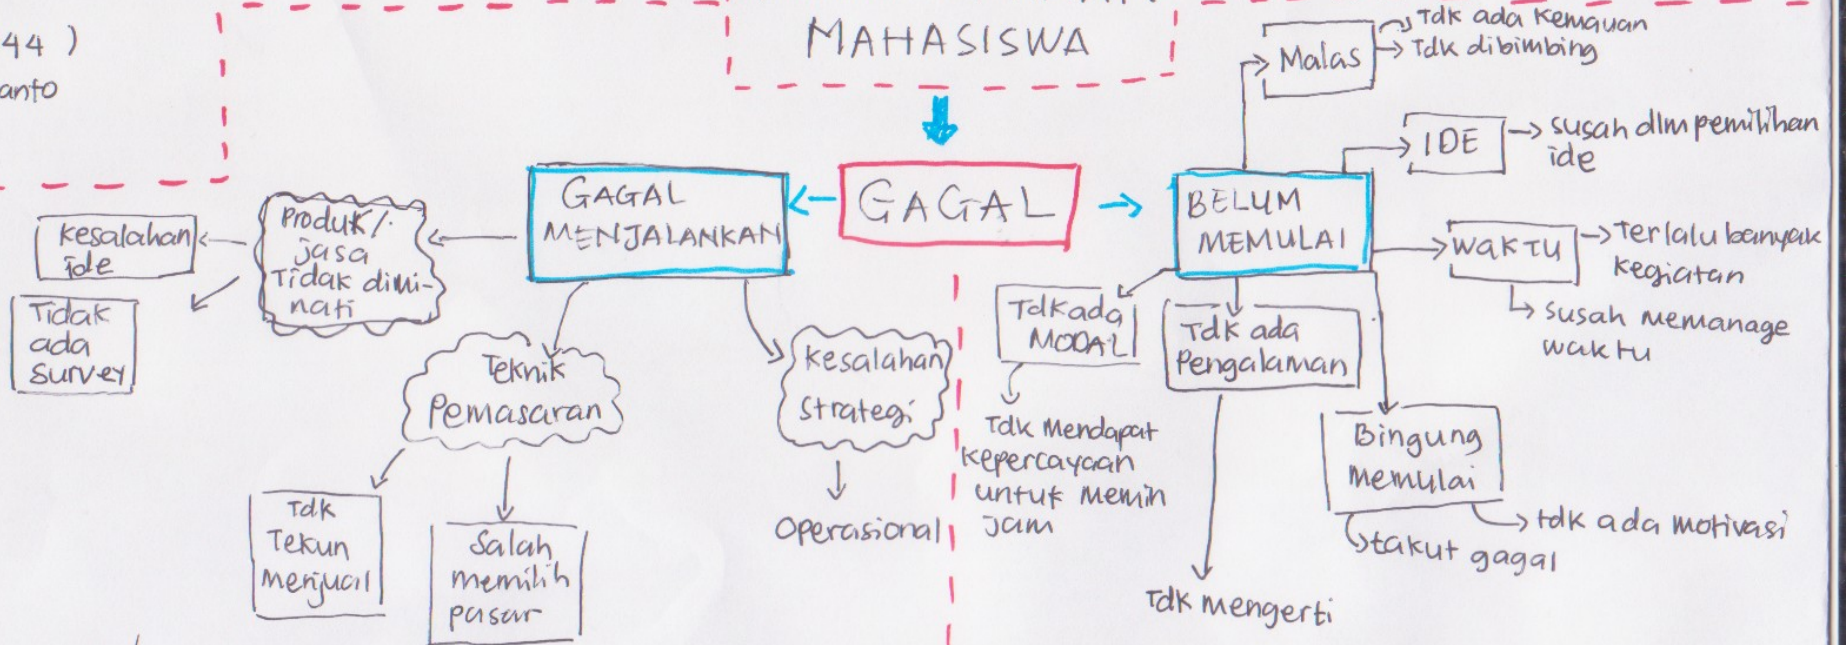 44 )
anto
MAHASISWA
GAGAL
GAGAL
MENJALANKAN
Produk/
jasa
Tidak dimi-
nati
kesalahan
ide
Tidak
ada
survey
Teknik
Pemasaran
Tdk
Tekun
menjual
Salah
memilih
pasar
kesalahan
strategi
Operasional
BELUM
MEMULAI
Malas
Tdk ada kemauan
Tdk dibimbing
IDE
susah dlm pemilihan
ide
WAKTU
Terlalu banyak
kegiatan
susah memanage
waktu
Tdk ada
MODAL
Tdk mendapat
kepercayaan
untuk memin
jam
Tdk ada
Pengalaman
Tdk mengerti
Bingung
memulai
takut gagal
tdk ada motivasi